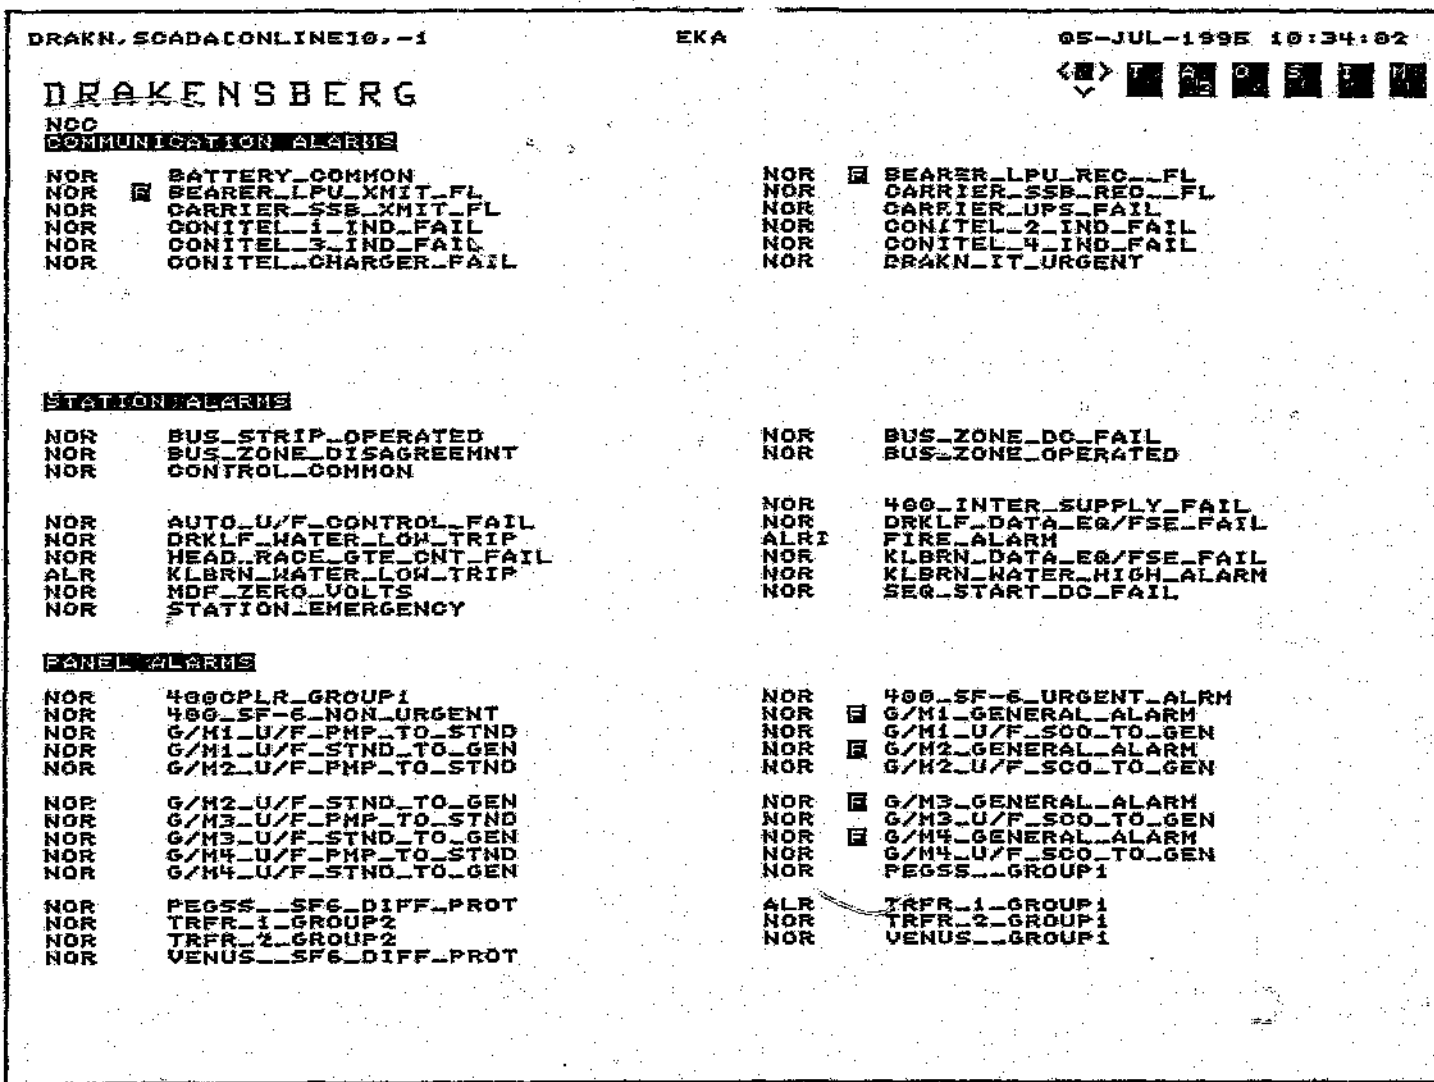 DRAKN,SCADA[ONLINE]0,-1 EKA 05-JUL-1995 10:34:02
< > T A O S I M
DRAKENSBERG
NCC
COMMUNICATION ALARMS
NOR BATTERY_COMMON NOR F BEARER_LPU_REC__FL
NOR F BEARER_LPU_XMIT_FL NOR CARRIER_SSB_REC__FL
NOR CARRIER_SSB_XMIT_FL NOR CARRIER_UPS_FAIL
NOR CONITEL_1_IND_FAIL NOR CONITEL_2_IND_FAIL
NOR CONITEL_3_IND_FAIL NOR CONITEL_4_IND_FAIL
NOR CONITEL_CHARGER_FAIL NOR DRAKN_IT_URGENT
STATION ALARMS
NOR BUS_STRIP_OPERATED NOR BUS_ZONE_DC_FAIL
NOR BUS_ZONE_DISAGREEMNT NOR BUS_ZONE_OPERATED
NOR CONTROL_COMMON
NOR 400_INTER_SUPPLY_FAIL
NOR AUTO_U/F_CONTROL_FAIL NOR DRKLF_DATA_EQ/FSE_FAIL
NOR DRKLF_WATER_LOW_TRIP ALRI FIRE_ALARM
NOR HEAD_RACE_GTE_CNT_FAIL NOR KLBRN_DATA_EQ/FSE_FAIL
ALR KLBRN_WATER_LOW_TRIP NOR KLBRN_WATER_HIGH_ALARM
NOR MDF_ZERO_VOLTS NOR SEQ_START_DC_FAIL
NOR STATION_EMERGENCY
PANEL ALARMS
NOR 400CPLR_GROUP1 NOR 400_SF-6_URGENT_ALRM
NOR 400_SF-6_NON_URGENT NOR F G/M1_GENERAL_ALARM
NOR G/M1_U/F_PMP_TO_STND NOR G/M1_U/F_SCO_TO_GEN
NOR G/M1_U/F_STND_TO_GEN NOR F G/M2_GENERAL_ALARM
NOR G/M2_U/F_PMP_TO_STND NOR G/M2_U/F_SCO_TO_GEN
NOR G/M2_U/F_STND_TO_GEN NOR F G/M3_GENERAL_ALARM
NOR G/M3_U/F_PMP_TO_STND NOR G/M3_U/F_SCO_TO_GEN
NOR G/M3_U/F_STND_TO_GEN NOR F G/M4_GENERAL_ALARM
NOR G/M4_U/F_PMP_TO_STND NOR G/M4_U/F_SCO_TO_GEN
NOR G/M4_U/F_STND_TO_GEN NOR PEGSS__GROUP1
NOR PEGSS__SF6_DIFF_PROT ALR TRFR_1_GROUP1
NOR TRFR_1_GROUP2 NOR TRFR_2_GROUP1
NOR TRFR_2_GROUP2 NOR VENUS__GROUP1
NOR VENUS__SF6_DIFF_PROT